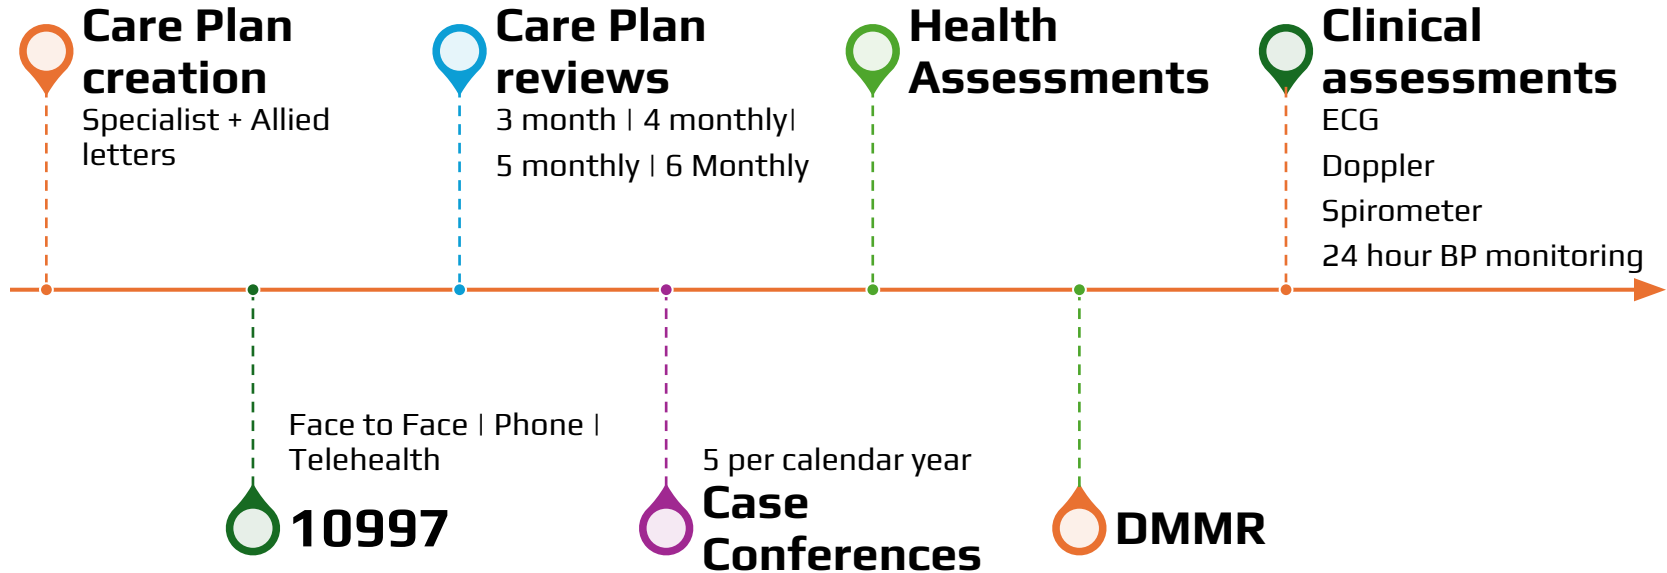 Care Plan
creation
Specialist + Allied
letters
Face to Face | Phone |
Telehealth
10997
Care Plan
reviews
3 month | 4 monthly|
5 monthly | 6 Monthly
5 per calendar year
Case
Conferences
Health
Assessments
DMMR
Clinical
assessments
ECG
Doppler
Spirometer
24 hour BP monitoring